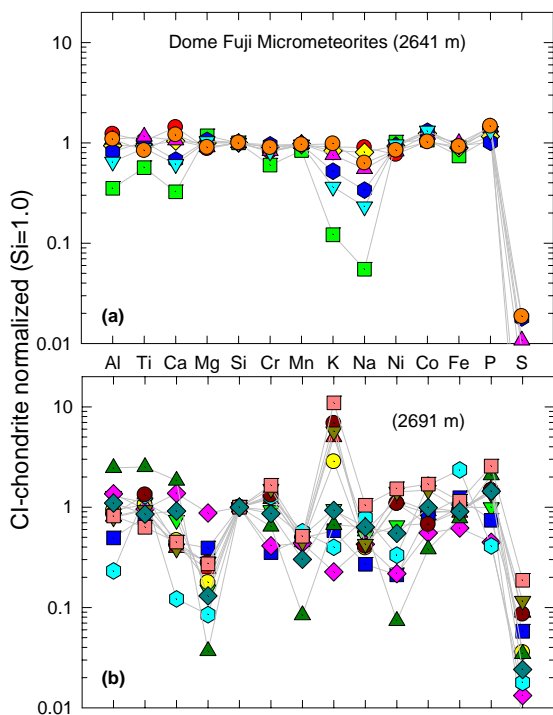 Dome Fuji Micrometeorites (2641 m)
10
1
0.1
0.01
(a)
Al Ti Ca Mg Si Cr Mn K Na Ni Co Fe P S
(2691 m)
10
1
0.1
0.01
(b)
CI-chondrite normalized (Si=1.0)